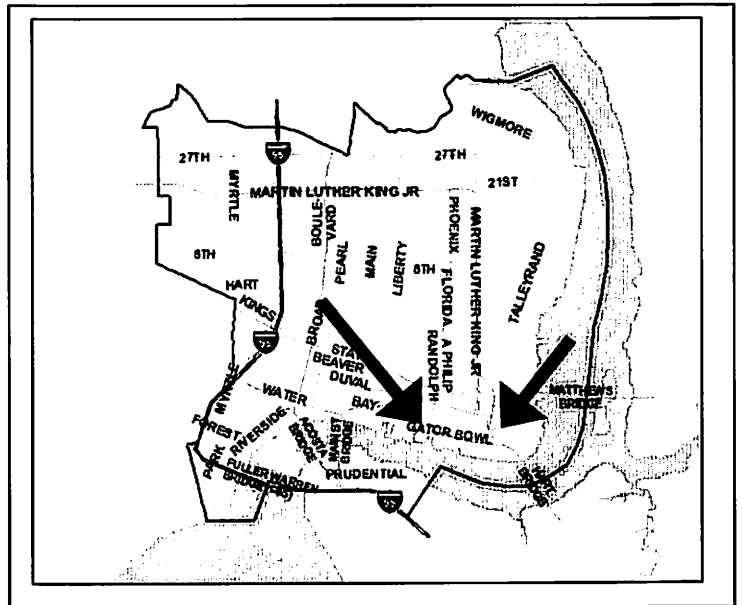 WIGMORE
27TH
95
27TH
21ST
MYRTLE
MARTIN LUTHER KING JR
BOULE-
VARD
PHOENIX
MARTIN LUTHER KING JR
PEARL
MAIN
LIBERTY
8TH
8TH
TALLEYRAND
HART
KINGS
FLORIDA, A PHILIP
RANDOLPH
BROAD
BEAVER
DUVAL
MYRTLE
WATER
BAY
MATTHEWS
BRIDGE
FOREST
RIVERSIDE
ACOSTA
BRIDGE
MAIN ST
BRIDGE
GATOR BOWL
PARK
FULLER WARREN
PRUDENTIAL